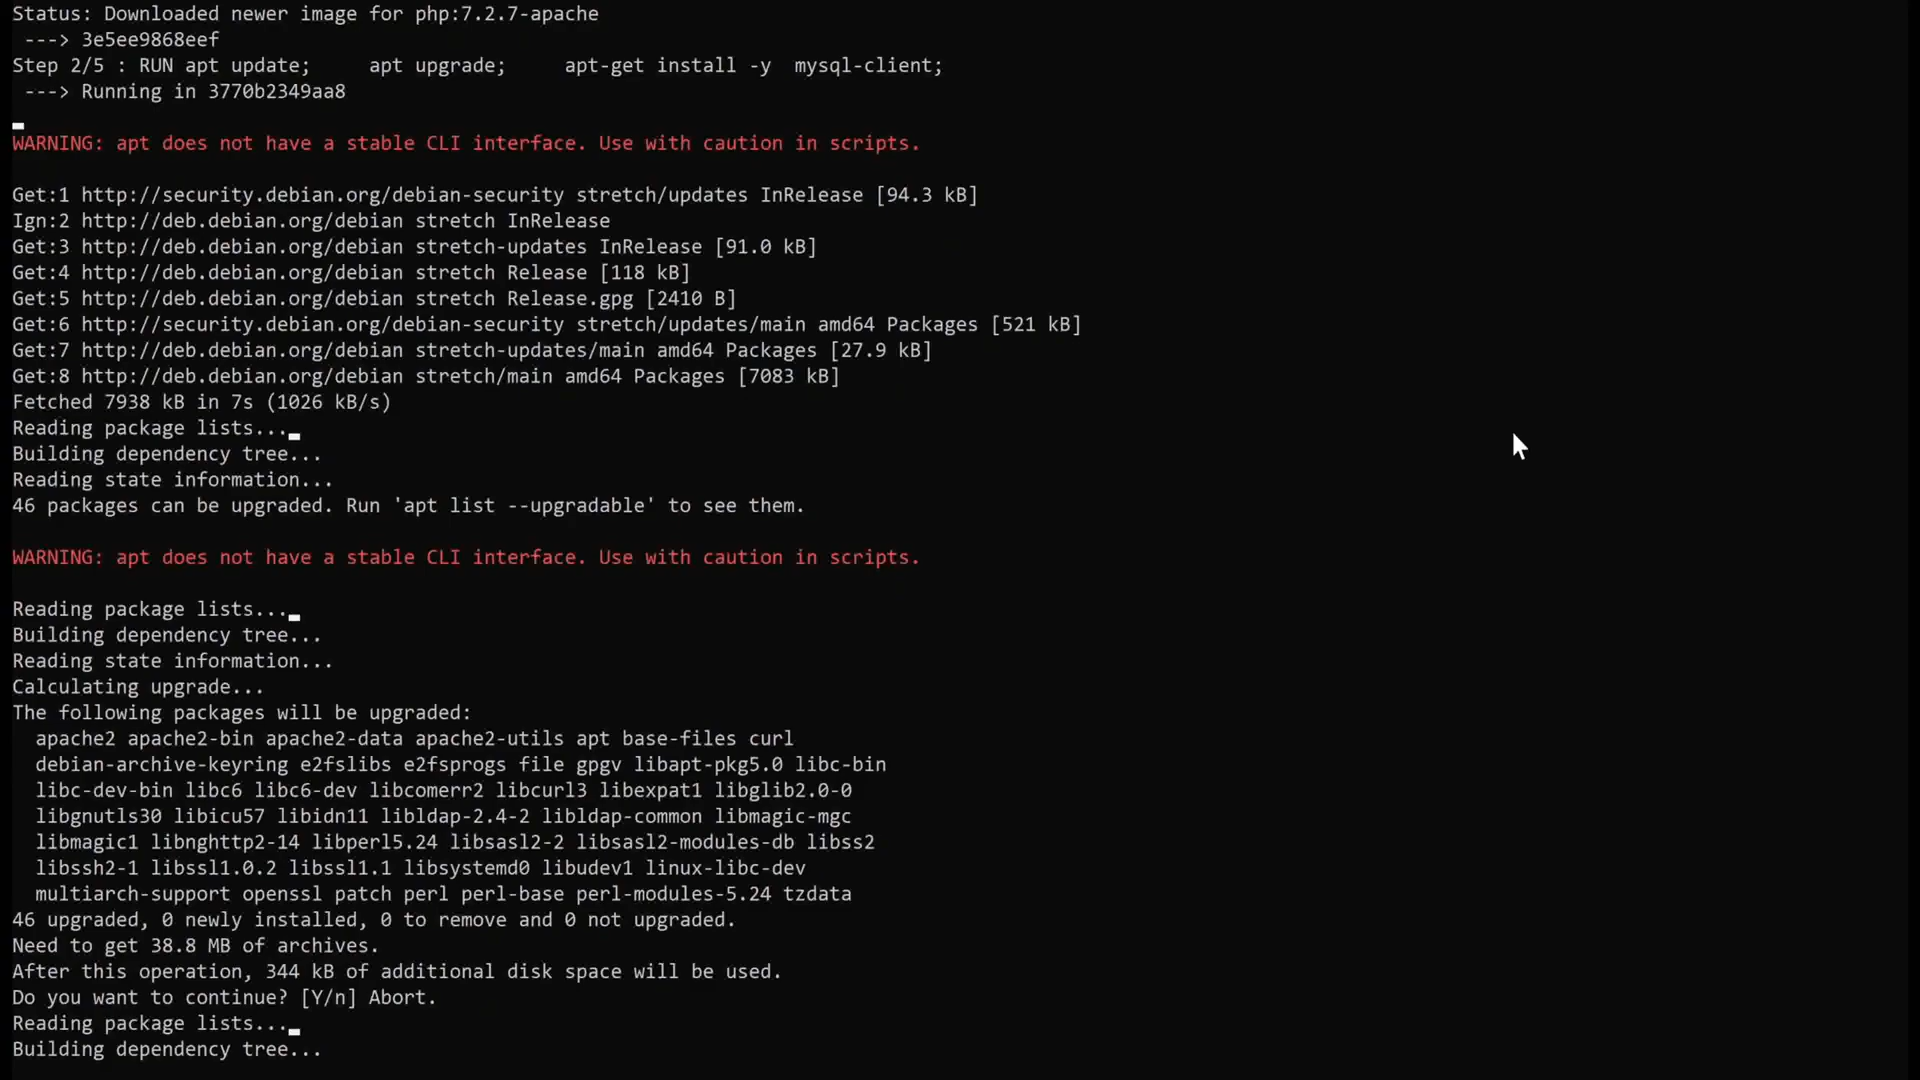 Status: Downloaded newer image for php:7.2.7-apache
---> 3e5ee9868eef
Step 2/5 : RUN apt update;     apt upgrade;     apt-get install -y  mysql-client;
---> Running in 3770b2349aa8
WARNING: apt does not have a stable CLI interface. Use with caution in scripts.
Get:1 http://security.debian.org/debian-security stretch/updates InRelease [94.3 kB]
Ign:2 http://deb.debian.org/debian stretch InRelease
Get:3 http://deb.debian.org/debian stretch-updates InRelease [91.0 kB]
Get:4 http://deb.debian.org/debian stretch Release [118 kB]
Get:5 http://deb.debian.org/debian stretch Release.gpg [2410 B]
Get:6 http://security.debian.org/debian-security stretch/updates/main amd64 Packages [521 kB]
Get:7 http://deb.debian.org/debian stretch-updates/main amd64 Packages [27.9 kB]
Get:8 http://deb.debian.org/debian stretch/main amd64 Packages [7083 kB]
Fetched 7938 kB in 7s (1026 kB/s)
Reading package lists...
Building dependency tree...
Reading state information...
46 packages can be upgraded. Run 'apt list --upgradable' to see them.
WARNING: apt does not have a stable CLI interface. Use with caution in scripts.
Reading package lists...
Building dependency tree...
Reading state information...
Calculating upgrade...
The following packages will be upgraded:
apache2 apache2-bin apache2-data apache2-utils apt base-files curl
debian-archive-keyring e2fslibs e2fsprogs file gpgv libapt-pkg5.0 libc-bin
libc-dev-bin libc6 libc6-dev libcomerr2 libcurl3 libexpat1 libglib2.0-0
libgnutls30 libicu57 libidn11 libldap-2.4-2 libldap-common libmagic-mgc
libmagic1 libnghttp2-14 libperl5.24 libsasl2-2 libsasl2-modules-db libss2
libssh2-1 libssl1.0.2 libssl1.1 libsystemd0 libudev1 linux-libc-dev
multiarch-support openssl patch perl perl-base perl-modules-5.24 tzdata
46 upgraded, 0 newly installed, 0 to remove and 0 not upgraded.
Need to get 38.8 MB of archives.
After this operation, 344 kB of additional disk space will be used.
Do you want to continue? [Y/n] Abort.
Reading package lists...
Building dependency tree...